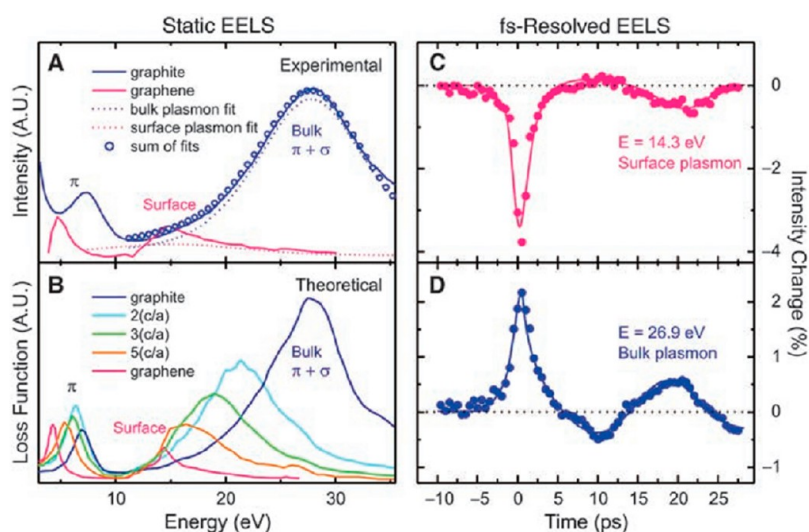 Static EELS
fs-Resolved EELS
A
Experimental
graphite
graphene
bulk plasmon fit
surface plasmon fit
sum of fits
Bulk
π + σ
π
Surface
Intensity (A.U.)
B
Theoretical
graphite
2(c/a)
3(c/a)
5(c/a)
graphene
Bulk
π + σ
π
Surface
Loss Function (A.U.)
10 20 30
Energy (eV)
C
E = 14.3 eV
Surface plasmon
0
−2
−4
D
E = 26.9 eV
Bulk plasmon
2
1
0
−1
Intensity Change (%)
−10 −5 0 5 10 15 20 25
Time (ps)